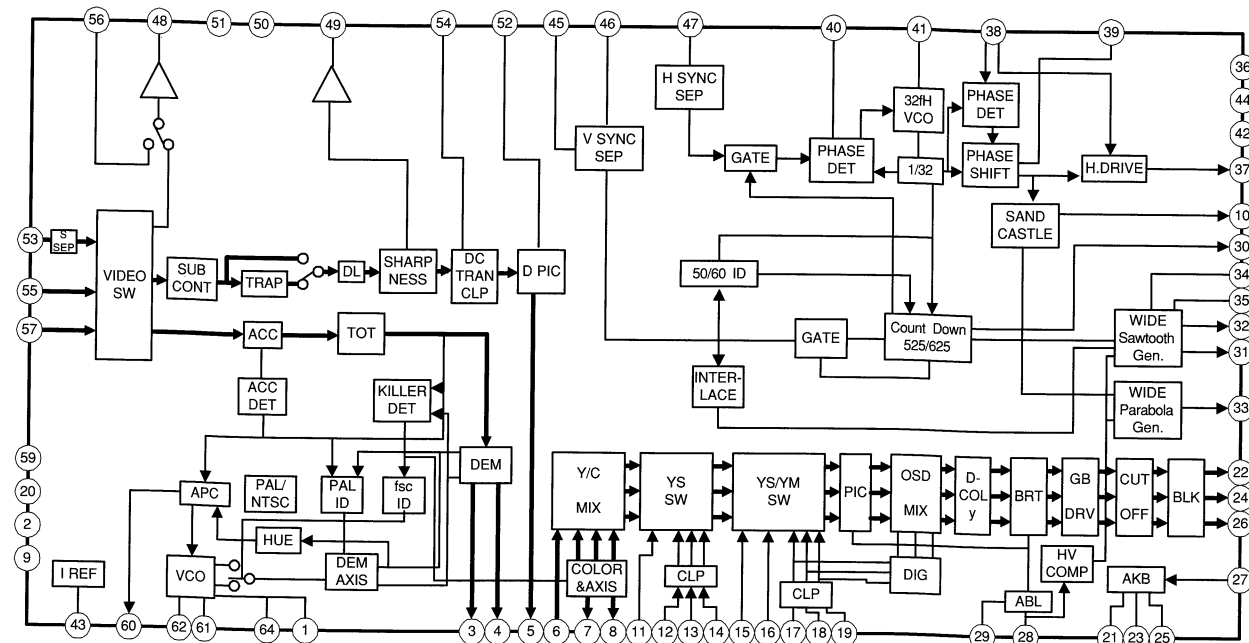 56 48 51 50 49 54 52 45 46 47 40 41 38 39
36
44
42
37
10
30
34
35
32
31
33
22
24
26
27
53
55
57
59
20
2
9
S
SEP
VIDEO
SW
SUB
CONT
TRAP
DL
SHARP
NESS
DC
TRAN
CLP
D PIC
V SYNC
SEP
H SYNC
SEP
GATE
PHASE
DET
32fH
VCO
1/32
PHASE
DET
PHASE
SHIFT
H.DRIVE
SAND
CASTLE
50/60 ID
GATE
Count Down
525/625
INTER-
LACE
WIDE
Sawtooth
Gen.
WIDE
Parabola
Gen.
ACC
TOT
ACC
DET
KILLER
DET
DEM
APC
PAL/
NTSC
PAL
ID
fsc
ID
HUE
VCO
DEM
AXIS
I REF
Y/C
MIX
YS
SW
YS/YM
SW
PIC
OSD
MIX
D-
COL
y
BRT
GB
DRV
CUT
OFF
BLK
COLOR
&AXIS
CLP
CLP
DIG
HV
COMP
ABL
AKB
43 60 62 61 64 1 3 4 5 6 7 8 11 12 13 14 15 16 17 18 19 29 28 21 23 25